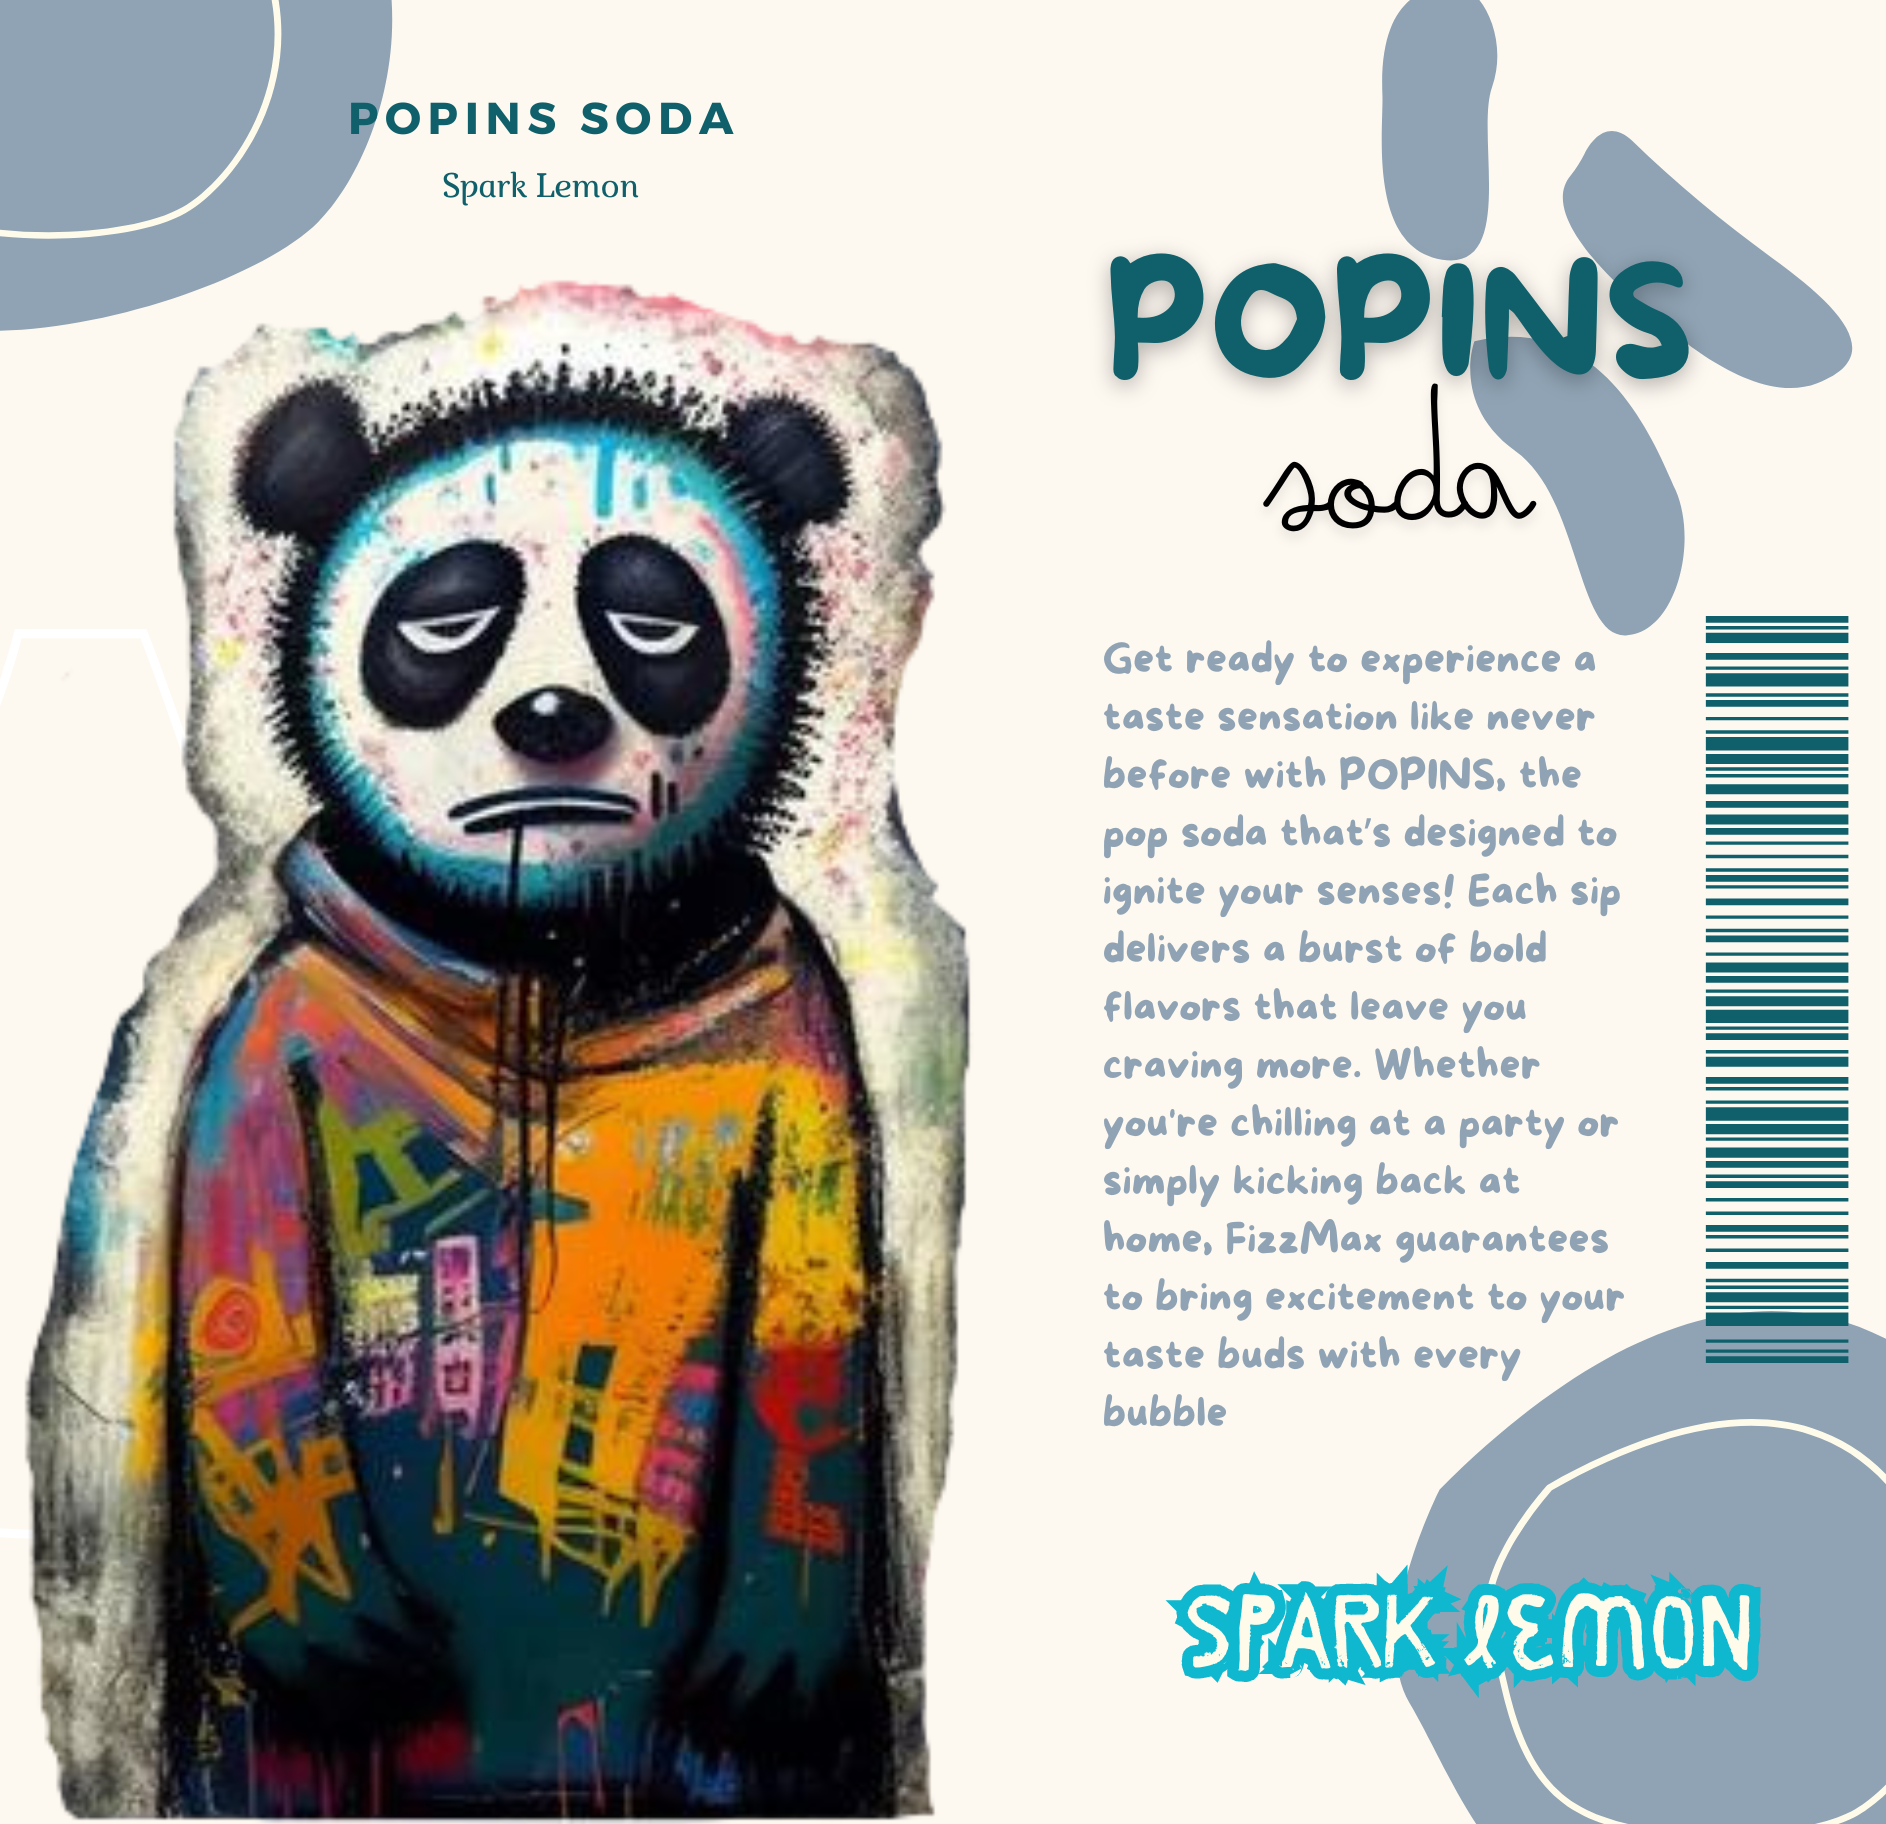 POPINS SODA
Spark Lemon
POPINS
soda
Get ready to experience a
taste sensation like never
before with POPINS, the
pop soda that's designed to
ignite your senses! Each sip
delivers a burst of bold
flavors that leave you
craving more. Whether
you're chilling at a party or
simply kicking back at
home, FizzMax guarantees
to bring excitement to your
taste buds with every
bubble
SPARK LEMON